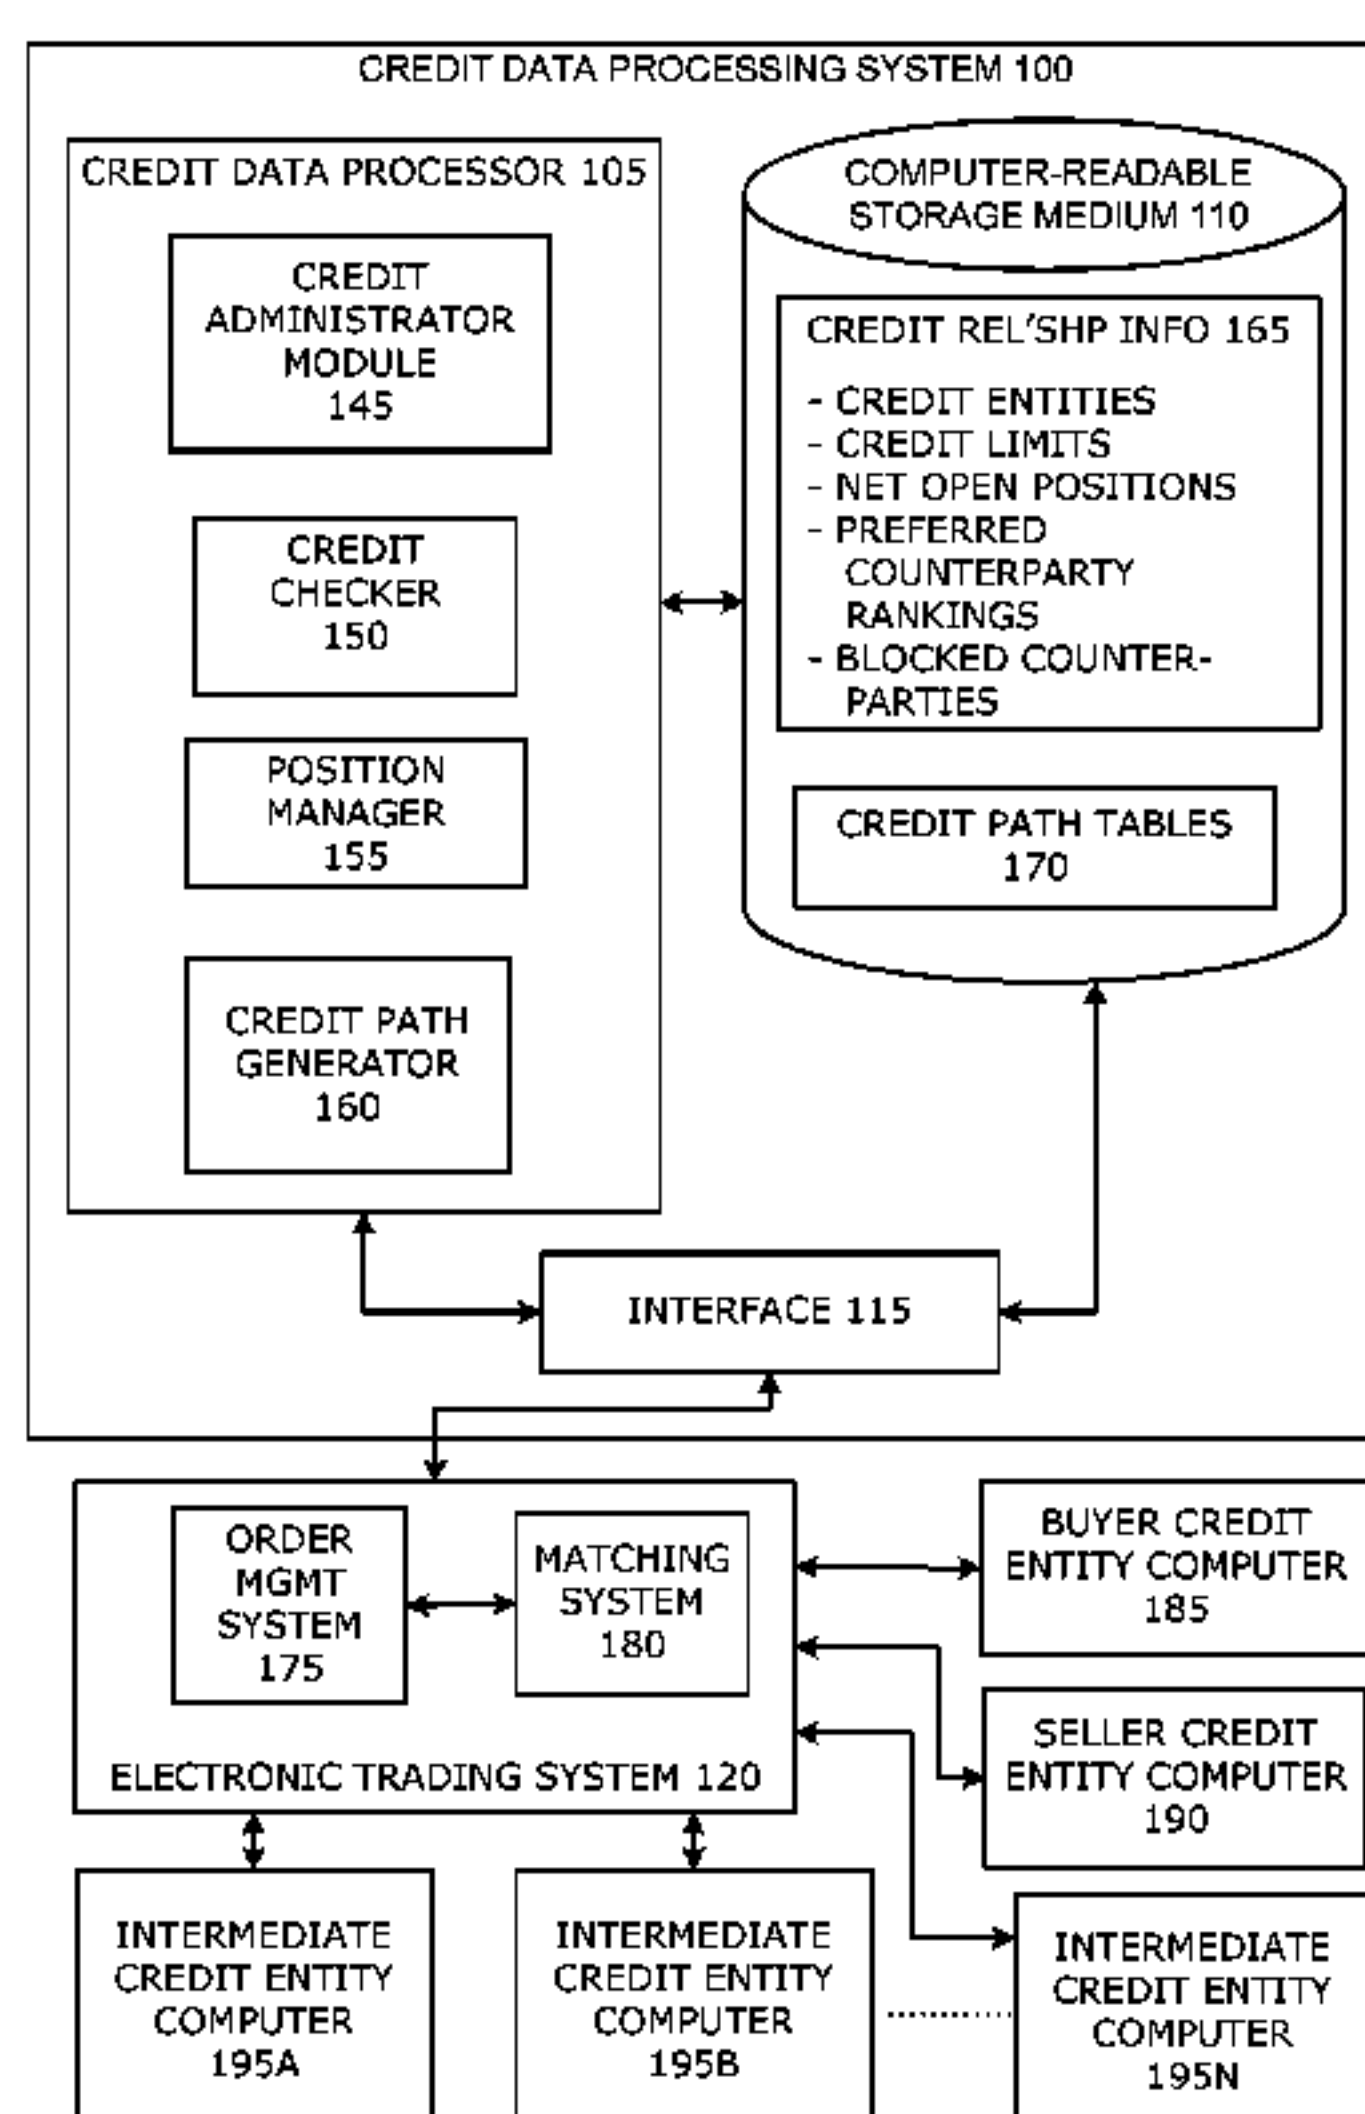 CREDIT DATA PROCESSING SYSTEM 100
CREDIT DATA PROCESSOR 105
CREDIT
ADMINISTRATOR
MODULE
145
CREDIT
CHECKER
150
POSITION
MANAGER
155
CREDIT PATH
GENERATOR
160
COMPUTER-READABLE
STORAGE MEDIUM 110
CREDIT REL'SHP INFO 165
- CREDIT ENTITIES
- CREDIT LIMITS
- NET OPEN POSITIONS
- PREFERRED
COUNTERPARTY
RANKINGS
- BLOCKED COUNTER-
PARTIES
CREDIT PATH TABLES
170
INTERFACE 115
ORDER
MGMT
SYSTEM
175
MATCHING
SYSTEM
180
ELECTRONIC TRADING SYSTEM 120
BUYER CREDIT
ENTITY COMPUTER
185
SELLER CREDIT
ENTITY COMPUTER
190
INTERMEDIATE
CREDIT ENTITY
COMPUTER
195A
INTERMEDIATE
CREDIT ENTITY
COMPUTER
195B
INTERMEDIATE
CREDIT ENTITY
COMPUTER
195N